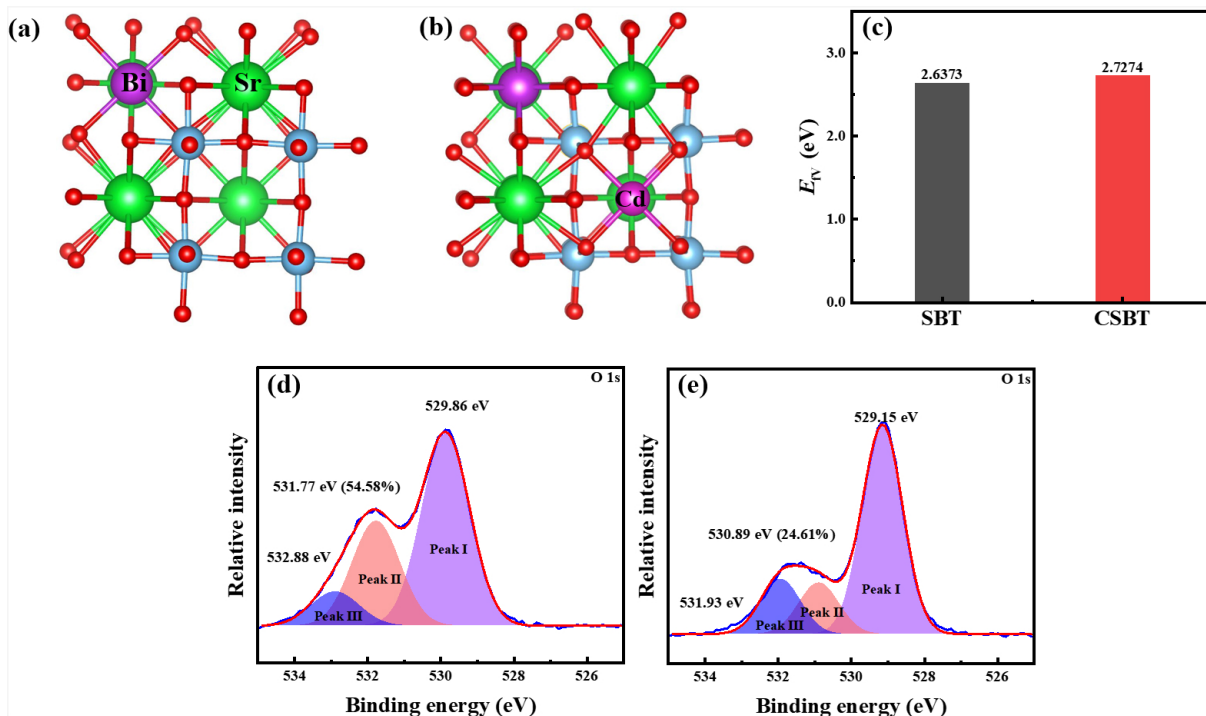 (a)
Bi
Sr
(b)
Cd
(c)
3.0
2.0
1.0
0.0
E_fV (eV)
2.6373
2.7274
SBT
CSBT
(d)
O 1s
529.86 eV
531.77 eV (54.58%)
532.88 eV
Peak I
Peak II
Peak III
Relative intensity
534
532
530
528
526
Binding energy (eV)
(e)
O 1s
529.15 eV
530.89 eV (24.61%)
531.93 eV
Peak I
Peak II
Peak III
Relative intensity
534
532
530
528
526
Binding energy (eV)